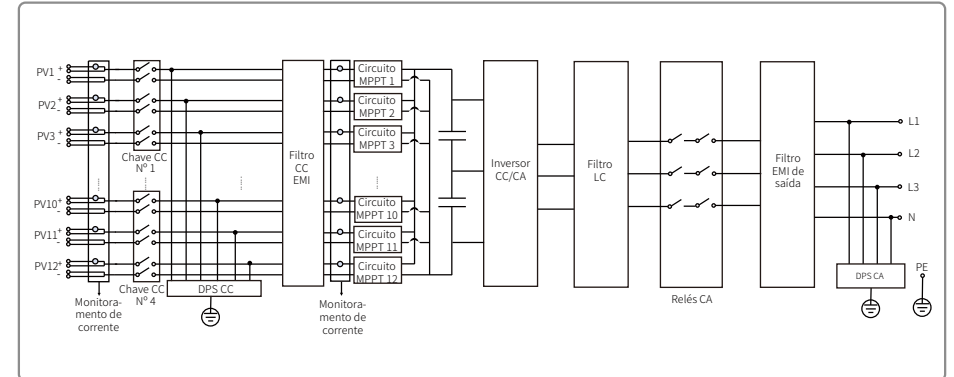 PV1 +
-
PV2 +
-
PV3 +
-
Chave CC
Nº 1
PV10 +
-
PV11 +
-
PV12 +
-
Chave CC
Nº 4
Monitora-
mento de
corrente
DPS CC
Filtro
CC
EMI
Circuito
MPPT 1
Circuito
MPPT 2
Circuito
MPPT 3
Circuito
MPPT 10
Circuito
MPPT 11
Circuito
MPPT 12
Monitora-
mento de
corrente
Inversor
CC/CA
Filtro
LC
Relés CA
Filtro
EMI de
saída
L1
L2
L3
N
DPS CA
PE